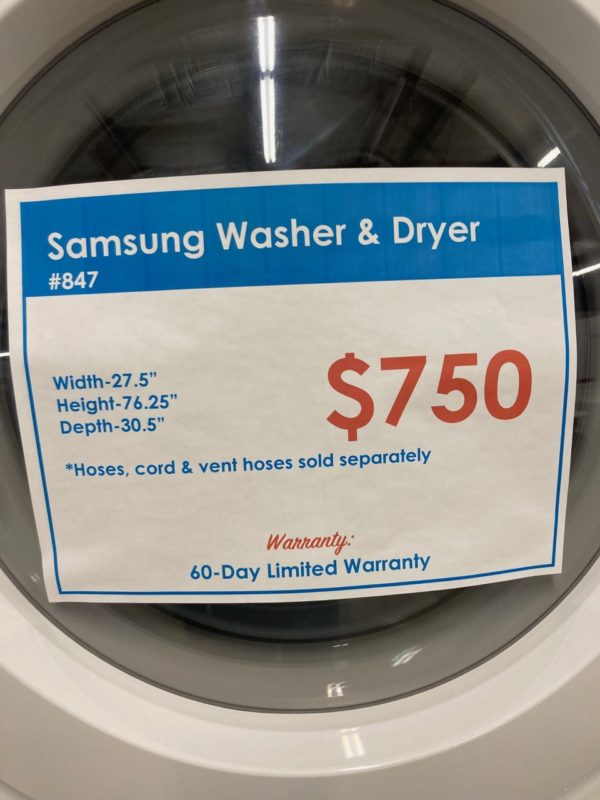 Samsung Washer & Dryer
#847
Width-27.5”
Height-76.25”
Depth-30.5”
$750
*Hoses, cord & vent hoses sold separately
Warranty:
60-Day Limited Warranty